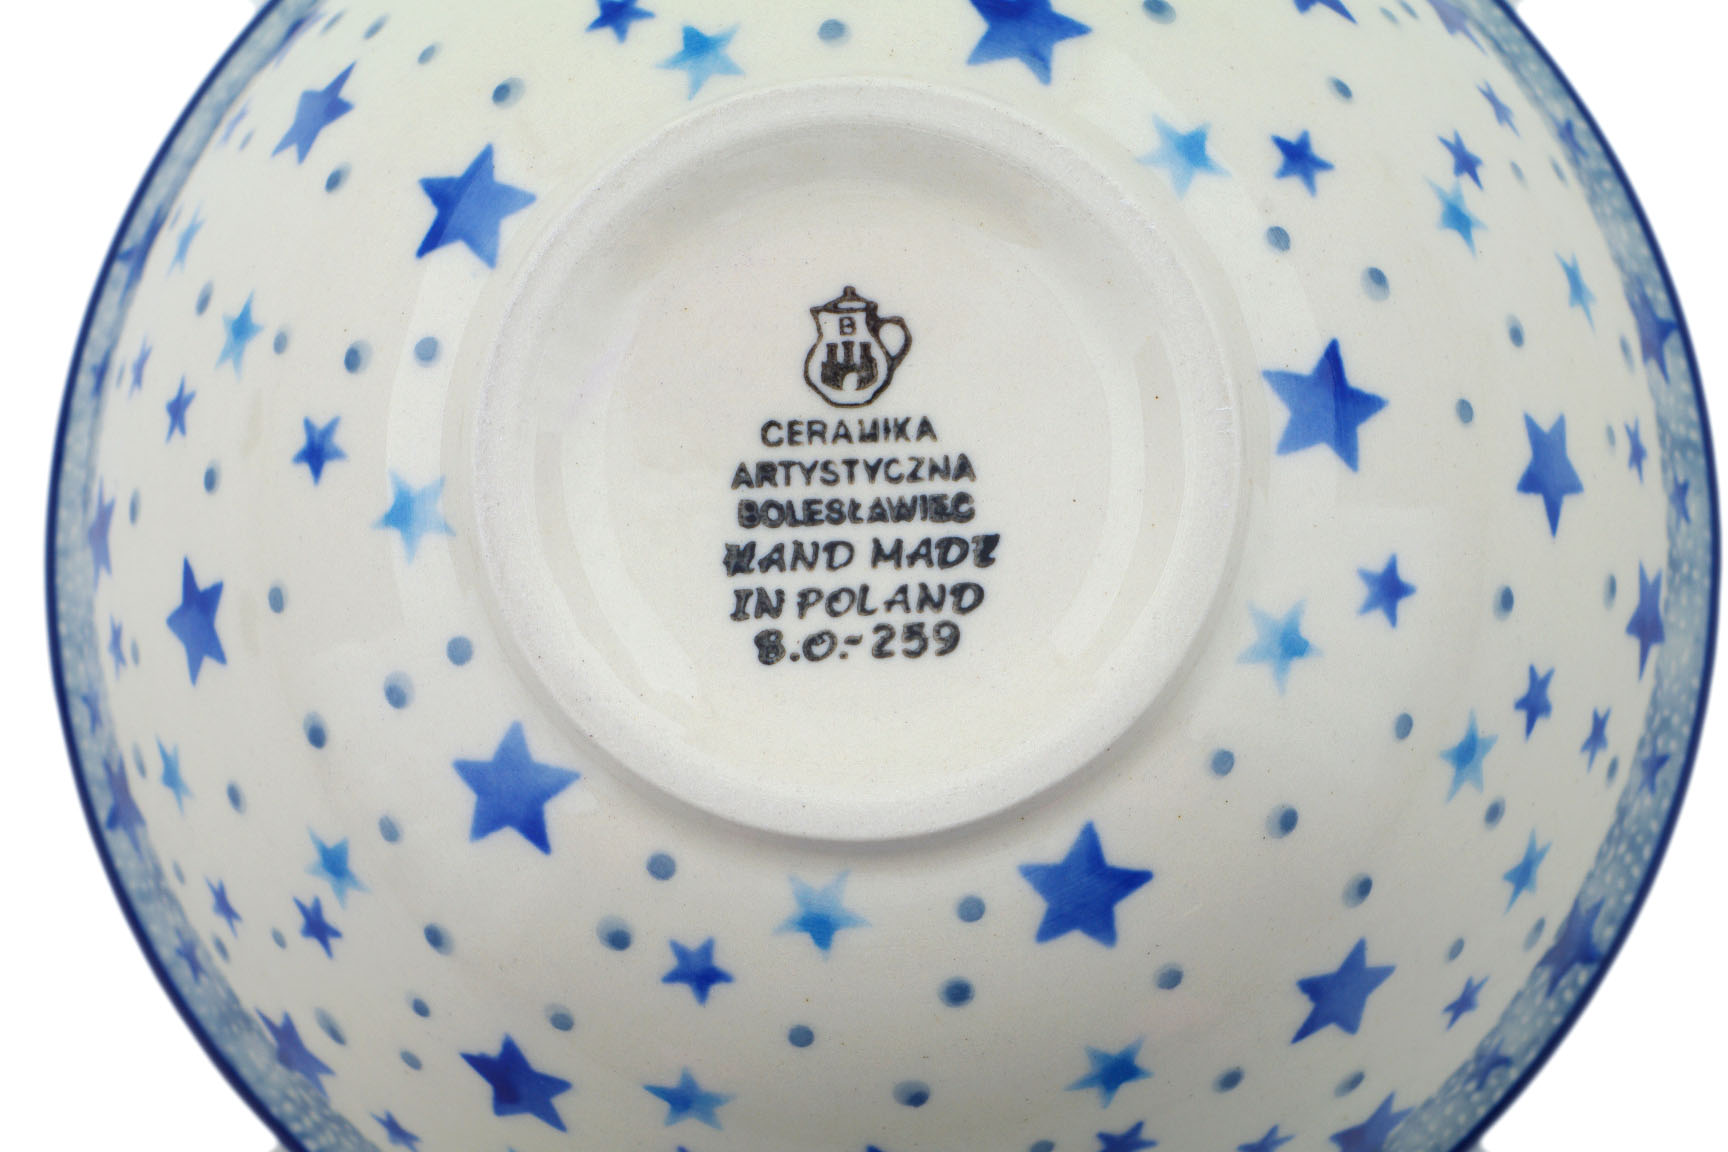 B
CERAMIKA
ARTYSTYCZNA
BOLESŁAWIEC
HAND MADE
IN POLAND
B.O.-259